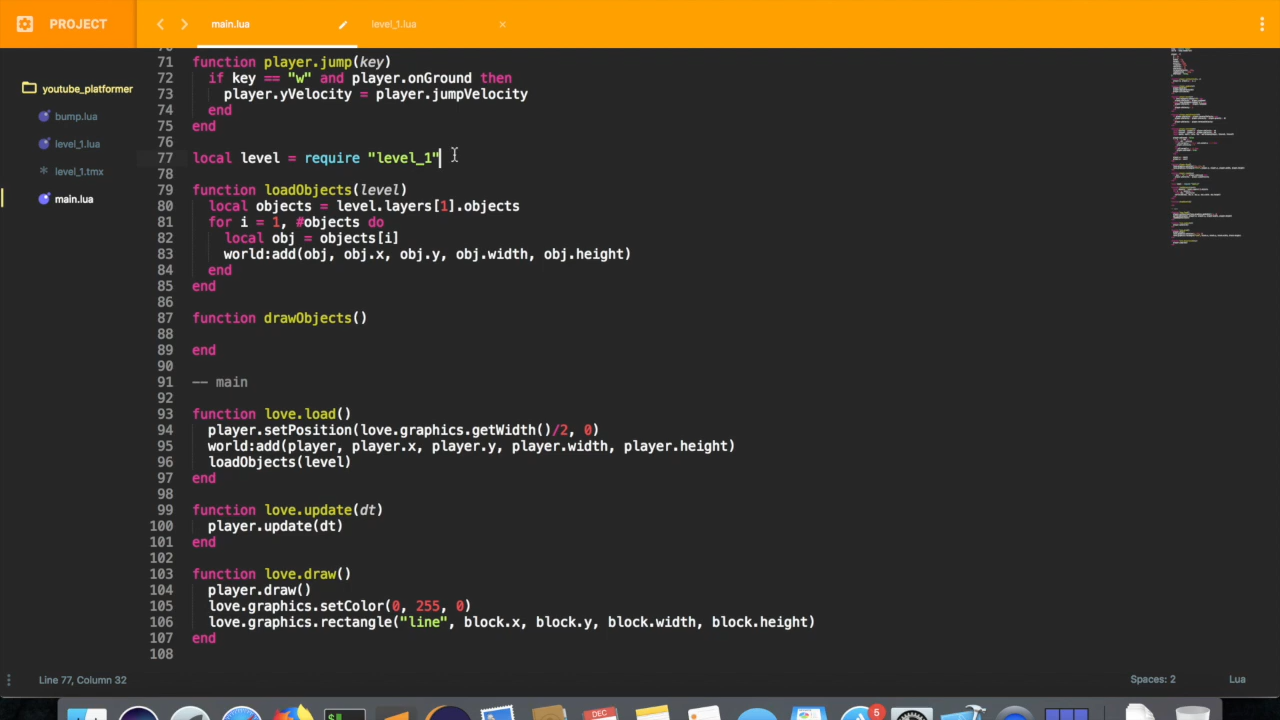 PROJECT
main.lua
level_1.lua
youtube_platformer
bump.lua
level_1.lua
level_1.tmx
main.lua
71 function player.jump(key)
72 if key == "w" and player.onGround then
73 player.yVelocity = player.jumpVelocity
74 end
75 end
76
77 local level = require "level_1"
78
79 function loadObjects(level)
80 local objects = level.layers[1].objects
81 for i = 1, #objects do
82 local obj = objects[i]
83 world:add(obj, obj.x, obj.y, obj.width, obj.height)
84 end
85 end
86
87 function drawObjects()
88
89 end
90
91 -- main
92
93 function love.load()
94 player.setPosition(love.graphics.getWidth()/2, 0)
95 world:add(player, player.x, player.y, player.width, player.height)
96 loadObjects(level)
97 end
98
99 function love.update(dt)
100 player.update(dt)
101 end
102
103 function love.draw()
104 player.draw()
105 love.graphics.setColor(0, 255, 0)
106 love.graphics.rectangle("line", block.x, block.y, block.width, block.height)
107 end
108
Line 77, Column 32
Spaces: 2
Lua
DEC
5